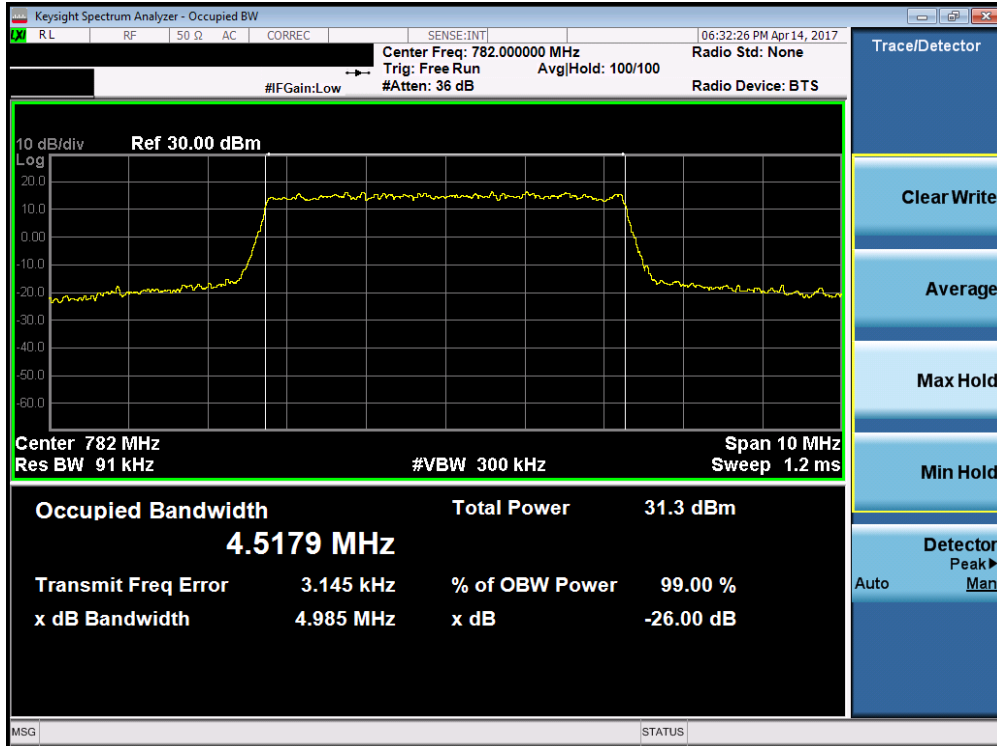 Keysight Spectrum Analyzer - Occupied BW
LXI RL RF 50 Ω AC CORREC SENSE:INT 06:32:26 PM Apr 14, 2017
Center Freq: 782.000000 MHz Radio Std: None
Trig: Free Run Avg|Hold: 100/100
#IFGain:Low #Atten: 36 dB Radio Device: BTS
10 dB/div Ref 30.00 dBm
Log
20.0
10.0
0.00
-10.0
-20.0
-30.0
-40.0
-50.0
-60.0
Center 782 MHz Span 10 MHz
Res BW 91 kHz #VBW 300 kHz Sweep 1.2 ms
Occupied Bandwidth Total Power 31.3 dBm
4.5179 MHz
Transmit Freq Error 3.145 kHz % of OBW Power 99.00 %
x dB Bandwidth 4.985 MHz x dB -26.00 dB
MSG STATUS
Trace/Detector
Clear Write
Average
Max Hold
Min Hold
Detector
Peak▶
Auto Man